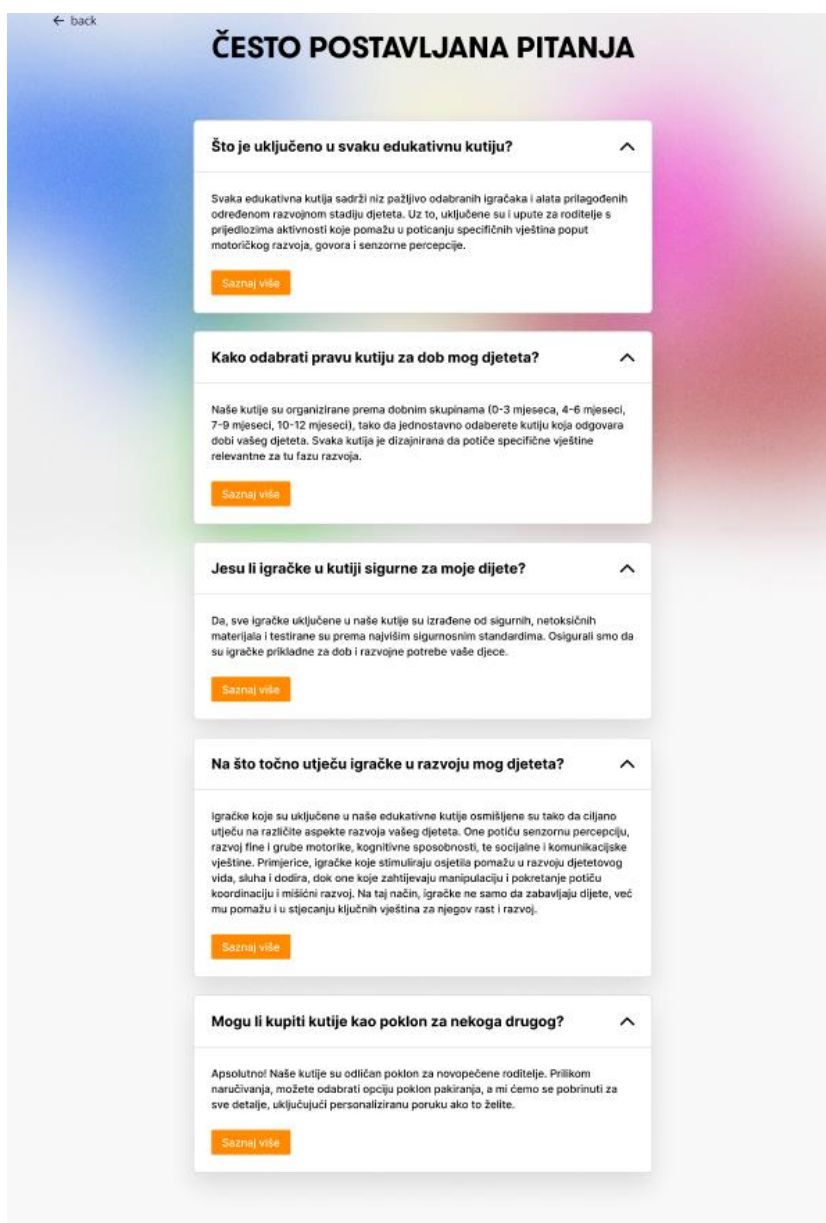 ← back
ČESTO POSTAVLJANA PITANJA
Što je uključeno u svaku edukativnu kutiju?
Svaka edukativna kutija sadrži niz pažljivo odabranih igračaka i alata prilagođenih
određenom razvojnom stadiju djeteta. Uz to, uključene su i upute za roditelje s
prijedlozima aktivnosti koje pomažu u poticanju specifičnih vještina poput
motoričkog razvoja, govora i senzorne percepcije.
Saznaj više
Kako odabrati pravu kutiju za dob mog djeteta?
Naše kutije su organizirane prema dobnim skupinama (0-3 mjeseca, 4-6 mjeseci,
7-9 mjeseci, 10-12 mjeseci), tako da jednostavno odaberete kutiju koja odgovara
dobi vašeg djeteta. Svaka kutija je dizajnirana da potiče specifične vještine
relevantne za tu fazu razvoja.
Saznaj više
Jesu li igračke u kutiji sigurne za moje dijete?
Da, sve igračke uključene u naše kutije su izrađene od sigurnih, netoksičnih
materijala i testirane su prema najvišim sigurnosnim standardima. Osigurali smo da
su igračke prikladne za dob i razvojne potrebe vaše djece.
Saznaj više
Na što točno utječu igračke u razvoju mog djeteta?
Igračke koje su uključene u naše edukativne kutije osmišljene su tako da ciljano
utječu na različite aspekte razvoja vašeg djeteta. One potiču senzornu percepciju,
razvoj fine i grube motorike, kognitivne sposobnosti, te socijalne i komunikacijske
vještine. Primjerice, igračke koje stimuliraju osjetila pomažu u razvoju djetetovog
vida, sluha i dodira, dok one koje zahtijevaju manipulaciju i pokretanje potiču
koordinaciju i mišićni razvoj. Na taj način, igračke ne samo da zabavljaju dijete, već
mu pomažu i u stjecanju ključnih vještina za njegov rast i razvoj.
Saznaj više
Mogu li kupiti kutije kao poklon za nekoga drugog?
Apsolutno! Naše kutije su odličan poklon za novopečene roditelje. Prilikom
naručivanja, možete odabrati opciju poklon pakiranja, a mi ćemo se pobrinuti za
sve detalje, uključujući personaliziranu poruku ako to želite.
Saznaj više